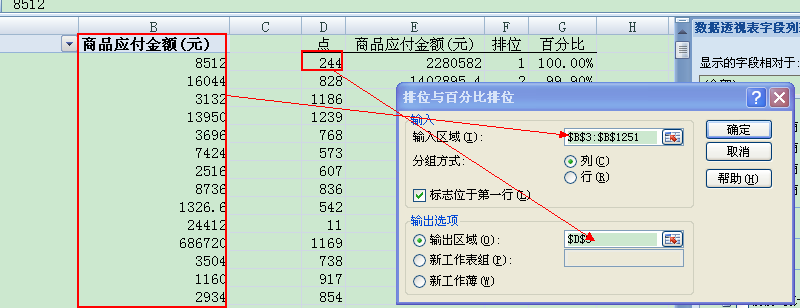 8512
B C D E F G
数据透视表字段列
商品应付金额(元) 点 商品应付金额(元) 排位 百分比
显示的字段相对于:
8512 244 2280582 1 100.00%
16044 828 1402895.4 2 99.90%
3132 1186
13950 1239
3696 768
7424 573
2516 607
8736 836
1326.6 542
24412 11
686720 1169
3504 738
1160 917
2934 854
排位与百分比排位
输入
输入区域(I): $B$3:$B$1251
分组方式: 列(C)
行(R)
标志位于第一行(L)
确定
取消
帮助(H)
输出选项
输出区域(O):
新工作表组(P):
新工作薄(W)